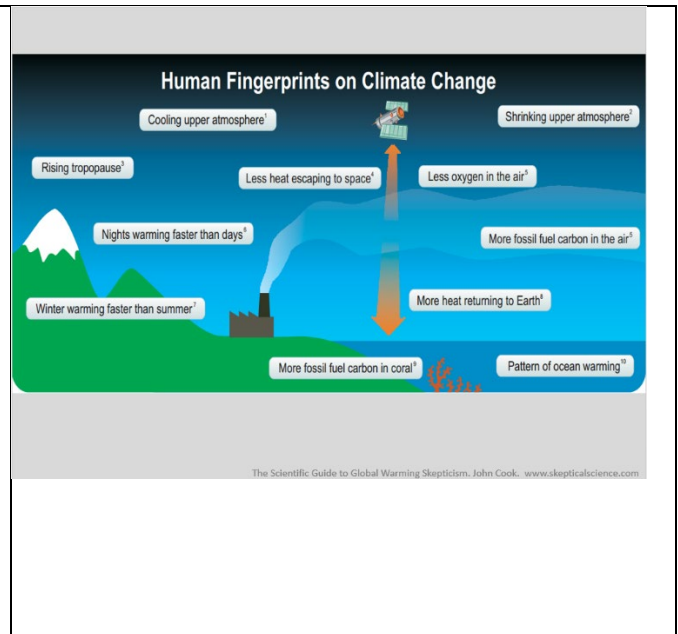 Human Fingerprints on Climate Change
Cooling upper atmosphere¹
Shrinking upper atmosphere²
Rising tropopause³
Less heat escaping to space⁴
Less oxygen in the air⁵
Nights warming faster than days⁶
More fossil fuel carbon in the air⁵
Winter warming faster than summer⁷
More heat returning to Earth⁸
More fossil fuel carbon in coral⁹
Pattern of ocean warming¹⁰
The Scientific Guide to Global Warming Skepticism. John Cook. www.skepticalscience.com